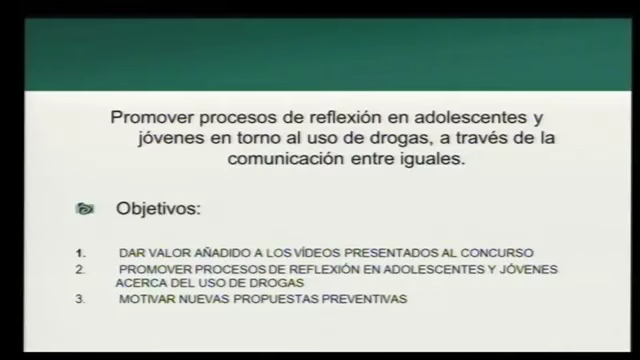 Promover procesos de reflexión en adolescentes y
jóvenes en torno al uso de drogas, a través de la
comunicación entre iguales.
Objetivos:
1. DAR VALOR AÑADIDO A LOS VÍDEOS PRESENTADOS AL CONCURSO
2. PROMOVER PROCESOS DE REFLEXIÓN EN ADOLESCENTES Y JÓVENES
ACERCA DEL USO DE DROGAS
3. MOTIVAR NUEVAS PROPUESTAS PREVENTIVAS